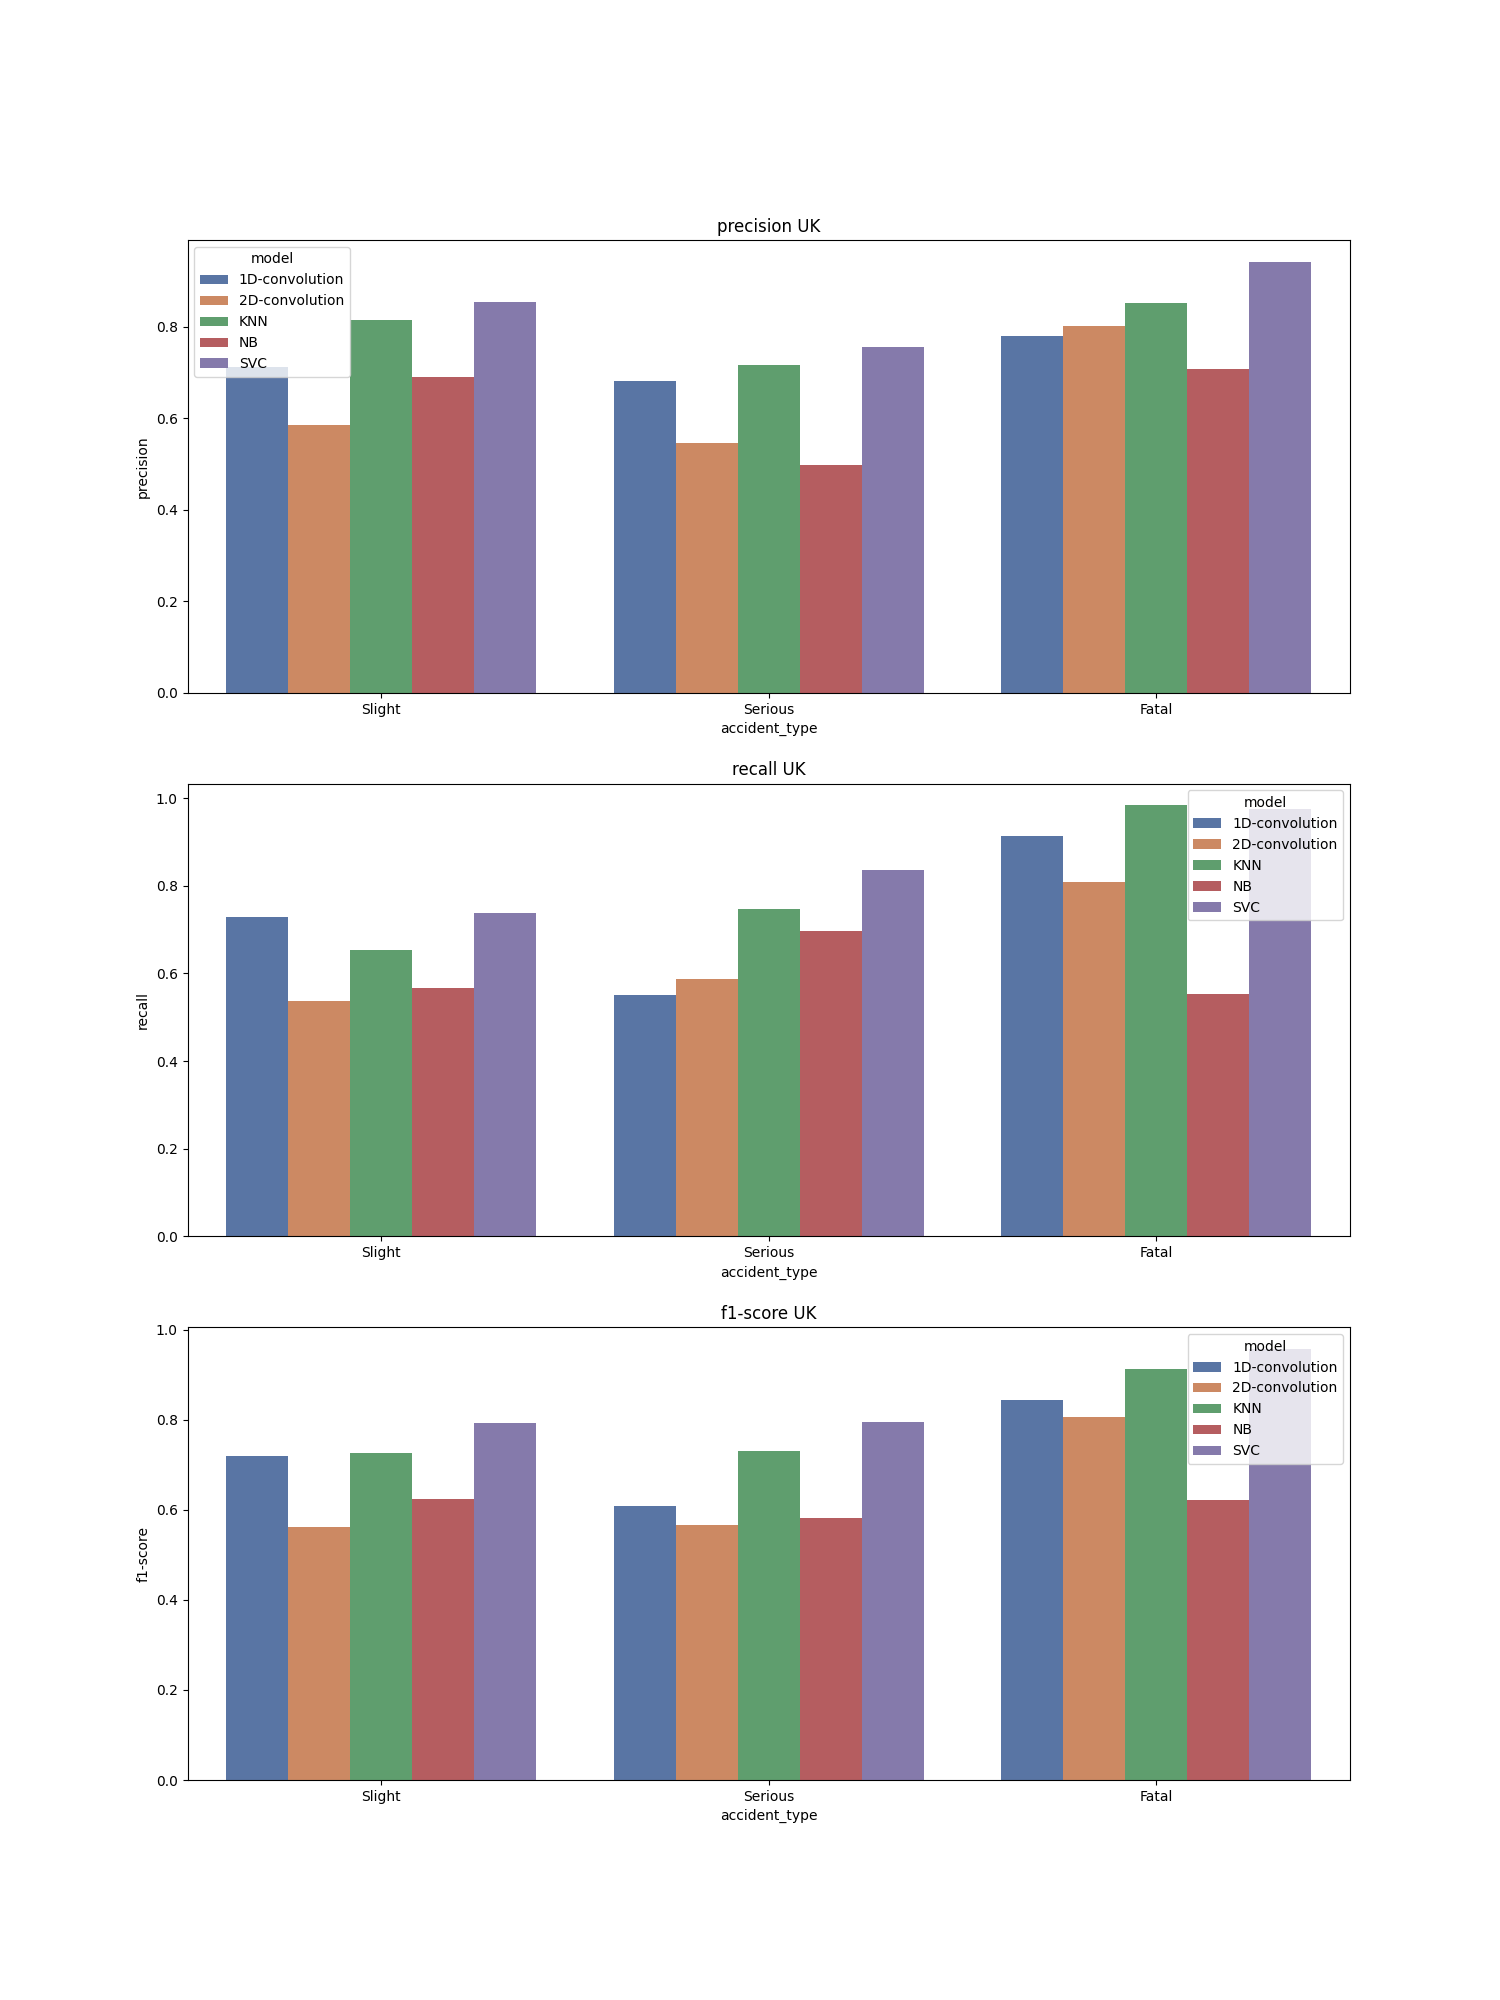 precision UK
model
1D-convolution
2D-convolution
KNN
NB
SVC
0.8
0.6
0.4
0.2
0.0
precision
Slight Serious Fatal
accident_type
recall UK
model
1D-convolution
2D-convolution
KNN
NB
SVC
1.0
0.8
0.6
0.4
0.2
0.0
recall
Slight Serious Fatal
accident_type
f1-score UK
model
1D-convolution
2D-convolution
KNN
NB
SVC
1.0
0.8
0.6
0.4
0.2
0.0
f1-score
Slight Serious Fatal
accident_type